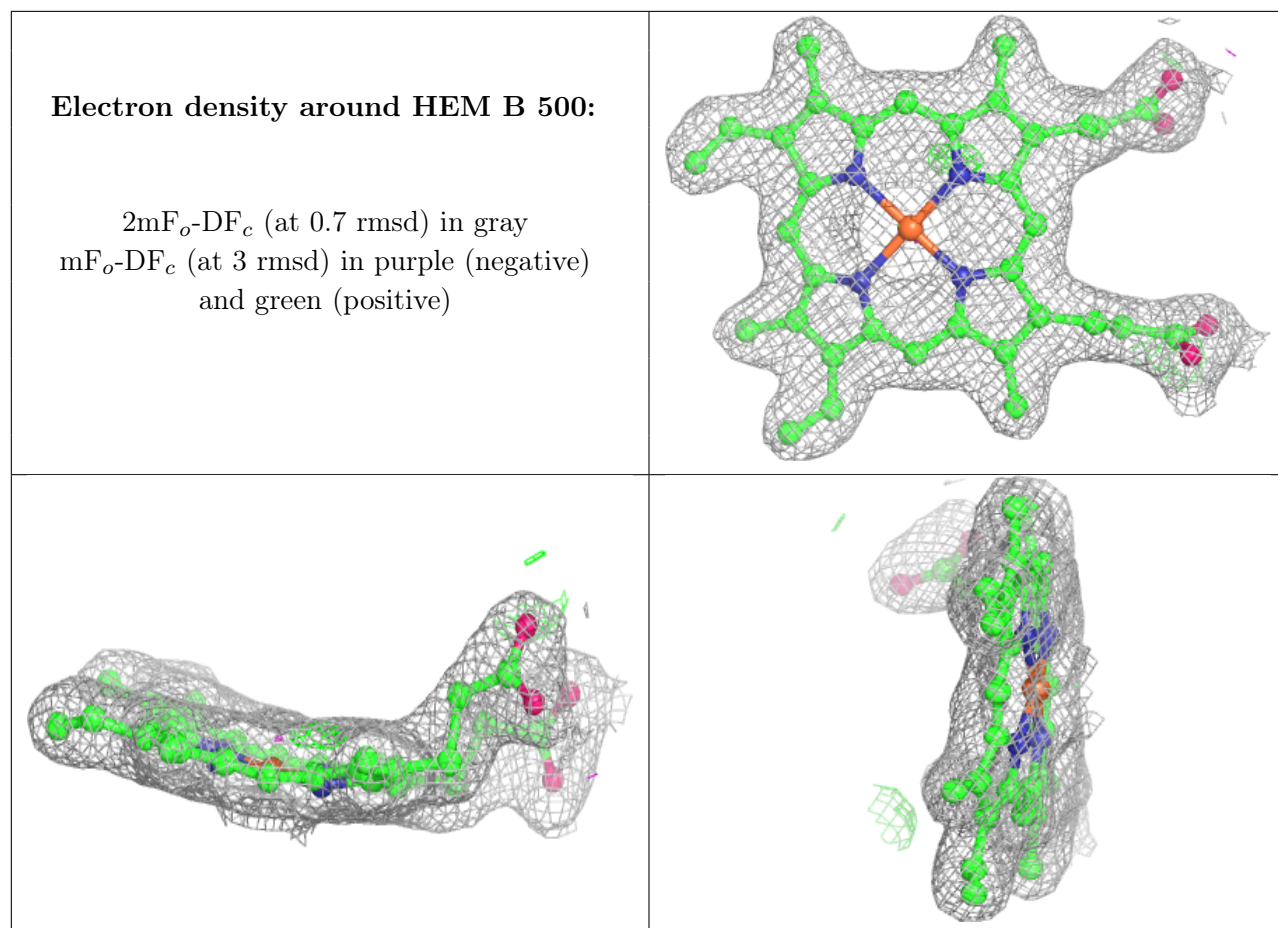 Electron density around HEM B 500:
2mFo-DFc (at 0.7 rmsd) in gray
mFo-DFc (at 3 rmsd) in purple (negative)
and green (positive)